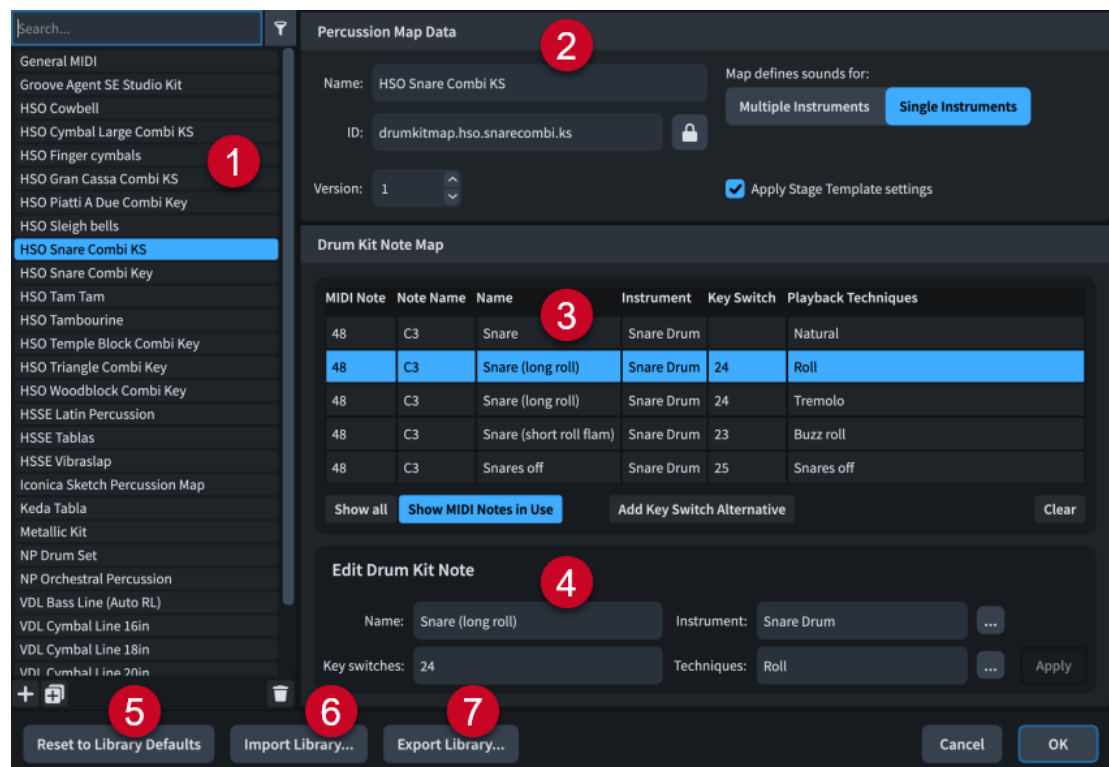 Search...
General MIDI
Groove Agent SE Studio Kit
HSO Cowbell
HSO Cymbal Large Combi KS
HSO Finger cymbals
HSO Gran Cassa Combi KS
HSO Piatti A Due Combi Key
HSO Sleigh bells
HSO Snare Combi KS
HSO Snare Combi Key
HSO Tam Tam
HSO Tambourine
HSO Temple Block Combi Key
HSO Triangle Combi Key
HSO Woodblock Combi Key
HSSE Latin Percussion
HSSE Tablas
HSSE Vibraslap
Iconica Sketch Percussion Map
Keda Tabla
Metallic Kit
NP Drum Set
NP Orchestral Percussion
VDL Bass Line (Auto RL)
VDL Cymbal Line 16in
VDL Cymbal Line 18in
VDL Cymbal Line 20in
1
Percussion Map Data
2
Name: HSO Snare Combi KS
ID: drumkitmap.hso.snarecombi.ks
Version: 1
Map defines sounds for:
Multiple Instruments Single Instruments
Apply Stage Template settings
Drum Kit Note Map
3
MIDI Note Note Name Name Instrument Key Switch Playback Techniques
48 C3 Snare Snare Drum Natural
48 C3 Snare (long roll) Snare Drum 24 Roll
48 C3 Snare (long roll) Snare Drum 24 Tremolo
48 C3 Snare (short roll flam) Snare Drum 23 Buzz roll
48 C3 Snares off Snare Drum 25 Snares off
Show all Show MIDI Notes in Use Add Key Switch Alternative Clear
Edit Drum Kit Note
4
Name: Snare (long roll) Instrument: Snare Drum ...
Key switches: 24 Techniques: Roll ... Apply
5 6 7
Reset to Library Defaults Import Library... Export Library... Cancel OK